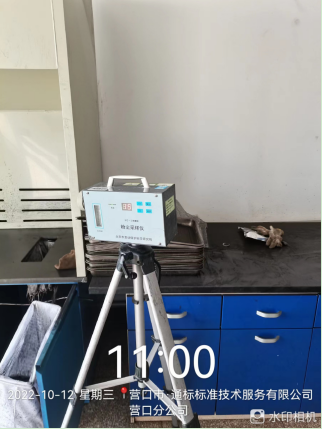 粉尘采样仪
11:00
2022-10-12 星期三 营口市·通标标准技术服务有限公司
营口分公司
水印相机